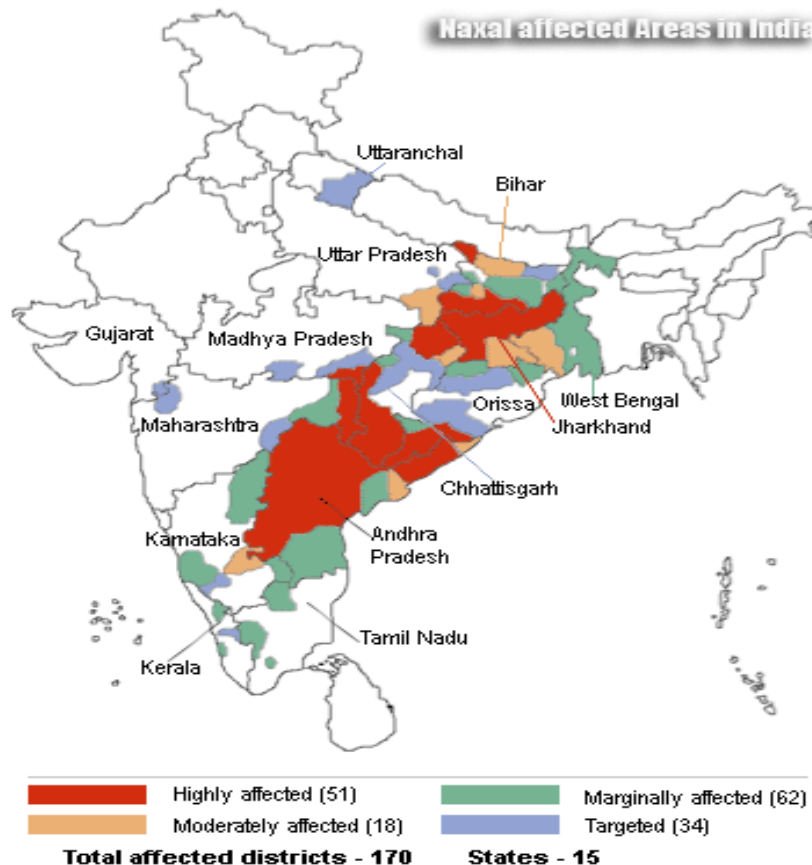 Naxal affected Areas in India
Uttaranchal
Bihar
Uttar Pradesh
Gujarat
Madhya Pradesh
West Bengal
Orissa
Maharashtra
Jharkhand
Chhattisgarh
Karnataka
Andhra
Pradesh
Tamil Nadu
Kerala
Highly affected (51)
Marginally affected (62)
Moderately affected (18)
Targeted (34)
Total affected districts - 170 States - 15